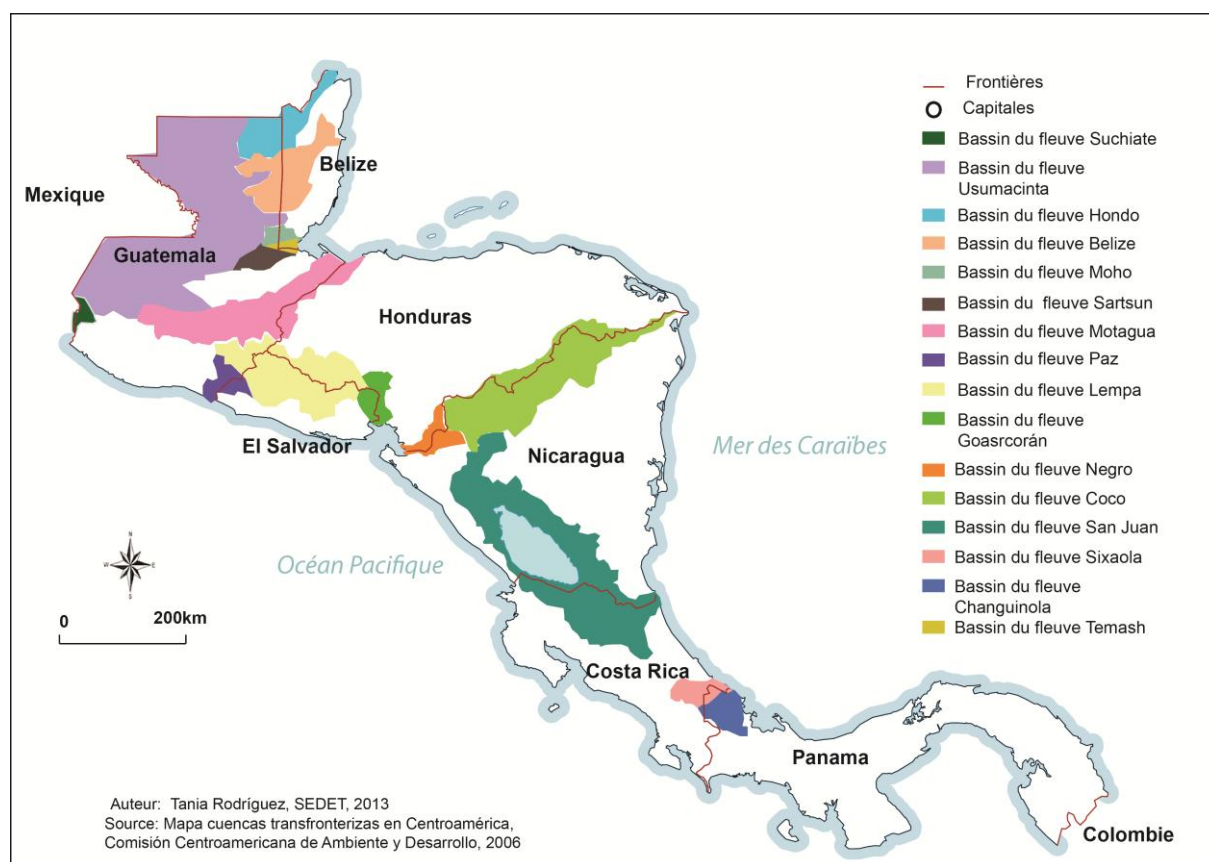 Frontières
Capitales
Bassin du fleuve Suchiate
Bassin du fleuve
Usumacinta
Bassin du fleuve Hondo
Bassin du fleuve Belize
Bassin du fleuve Moho
Bassin du fleuve Sartsun
Bassin du fleuve Motagua
Bassin du fleuve Paz
Bassin du fleuve Lempa
Bassin du fleuve
Goasrcorán
Bassin du fleuve Negro
Bassin du fleuve Coco
Bassin du fleuve San Juan
Bassin du fleuve Sixaola
Bassin du fleuve
Changuinola
Bassin du fleuve Temash
Belize
Mexique
Guatemala
Honduras
El Salvador
Nicaragua
Mer des Caraïbes
Océan Pacifique
N
W
E
S
0
200km
Costa Rica
Panama
Colombie
Auteur: Tania Rodríguez, SEDET, 2013
Source: Mapa cuencas transfronterizas en Centroamérica,
Comisión Centroamericana de Ambiente y Desarrollo, 2006